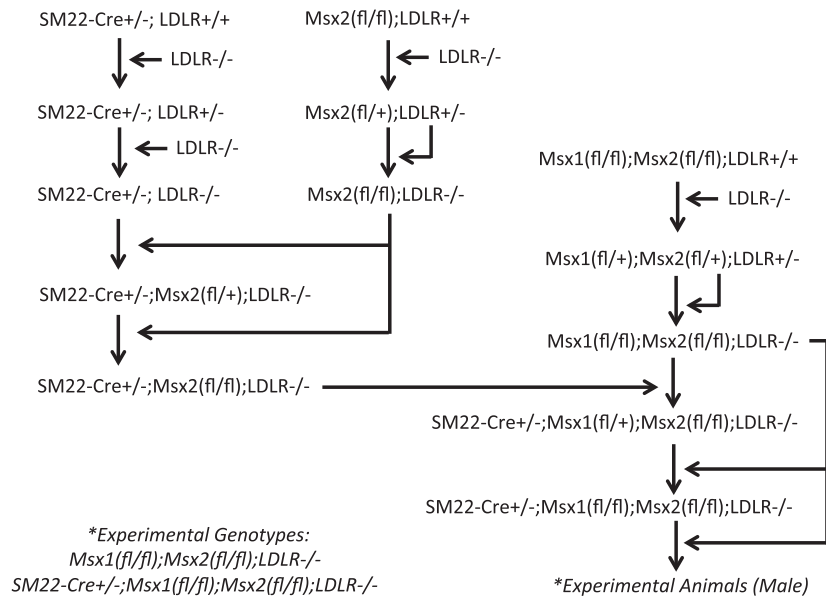 SM22-Cre+/-; LDLR+/+
LDLR-/-
SM22-Cre+/-; LDLR+/-
LDLR-/-
SM22-Cre+/-; LDLR-/-
SM22-Cre+/-;Msx2(fl/+);LDLR-/-
SM22-Cre+/-;Msx2(fl/fl);LDLR-/-
Msx2(fl/fl);LDLR+/+
LDLR-/-
Msx2(fl/+);LDLR+/-
Msx2(fl/fl);LDLR-/-
Msx1(fl/fl);Msx2(fl/fl);LDLR+/+
LDLR-/-
Msx1(fl/+);Msx2(fl/+);LDLR+/-
Msx1(fl/fl);Msx2(fl/fl);LDLR-/-
SM22-Cre+/-;Msx1(fl/+);Msx2(fl/fl);LDLR-/-
SM22-Cre+/-;Msx1(fl/fl);Msx2(fl/fl);LDLR-/-
*Experimental Animals (Male)
*Experimental Genotypes:
Msx1(fl/fl);Msx2(fl/fl);LDLR-/-
SM22-Cre+/-;Msx1(fl/fl);Msx2(fl/fl);LDLR-/-